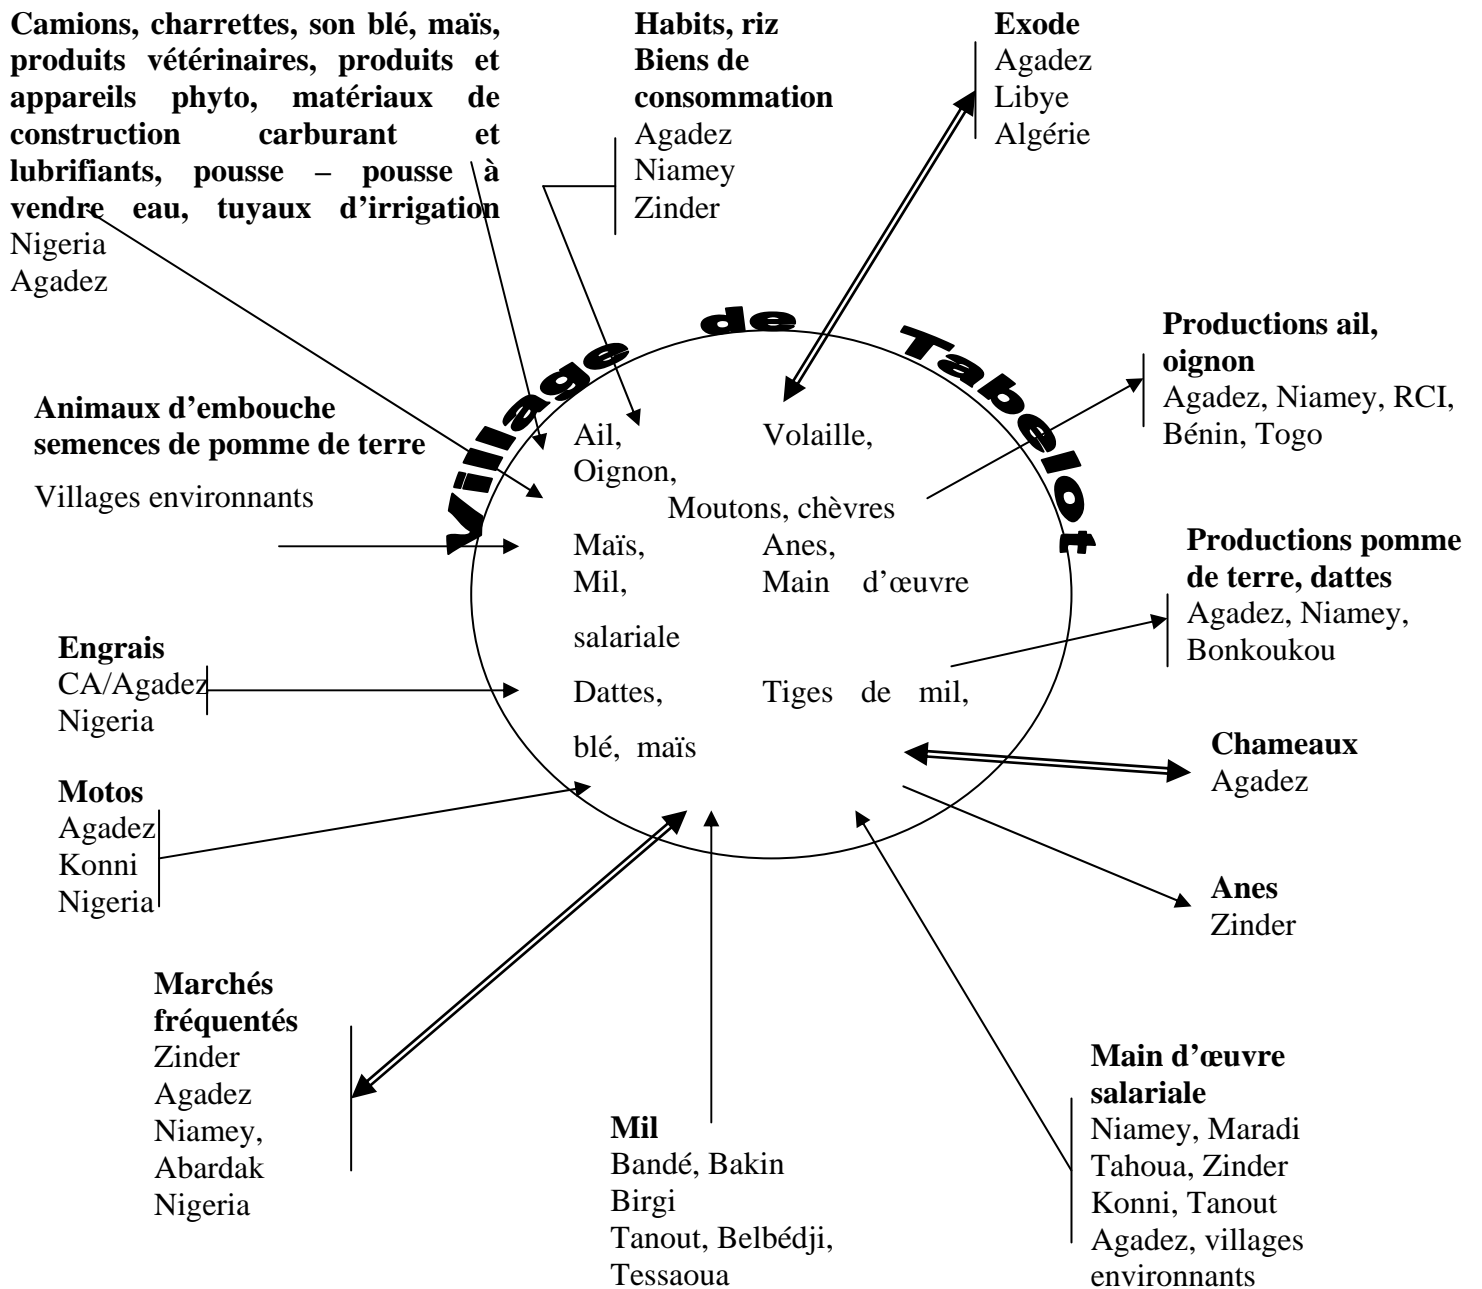 Camions, charrettes, son blé, maïs,
produits vétérinaires, produits et
appareils phyto, matériaux de
construction carburant et
lubrifiants, pousse – pousse à
vendre eau, tuyaux d'irrigation
Nigeria
Agadez
Habits, riz
Biens de
consommation
Agadez
Niamey
Zinder
Exode
Agadez
Libye
Algérie
Village de Tabelot
Productions ail,
oignon
Agadez, Niamey, RCI,
Bénin, Togo
Animaux d'embouche
semences de pomme de terre
Villages environnants
Ail, Volaille,
Oignon,
Moutons, chèvres
Maïs, Anes,
Mil, Main d'œuvre
salariale
Dattes, Tiges de mil,
blé, maïs
Productions pomme
de terre, dattes
Agadez, Niamey,
Bonkoukou
Engrais
CA/Agadez
Nigeria
Chameaux
Agadez
Motos
Agadez
Konni
Nigeria
Anes
Zinder
Marchés
fréquentés
Zinder
Agadez
Niamey,
Abardak
Nigeria
Mil
Bandé, Bakin
Birgi
Tanout, Belbédji,
Tessaoua
Main d'œuvre
salariale
Niamey, Maradi
Tahoua, Zinder
Konni, Tanout
Agadez, villages
environnants